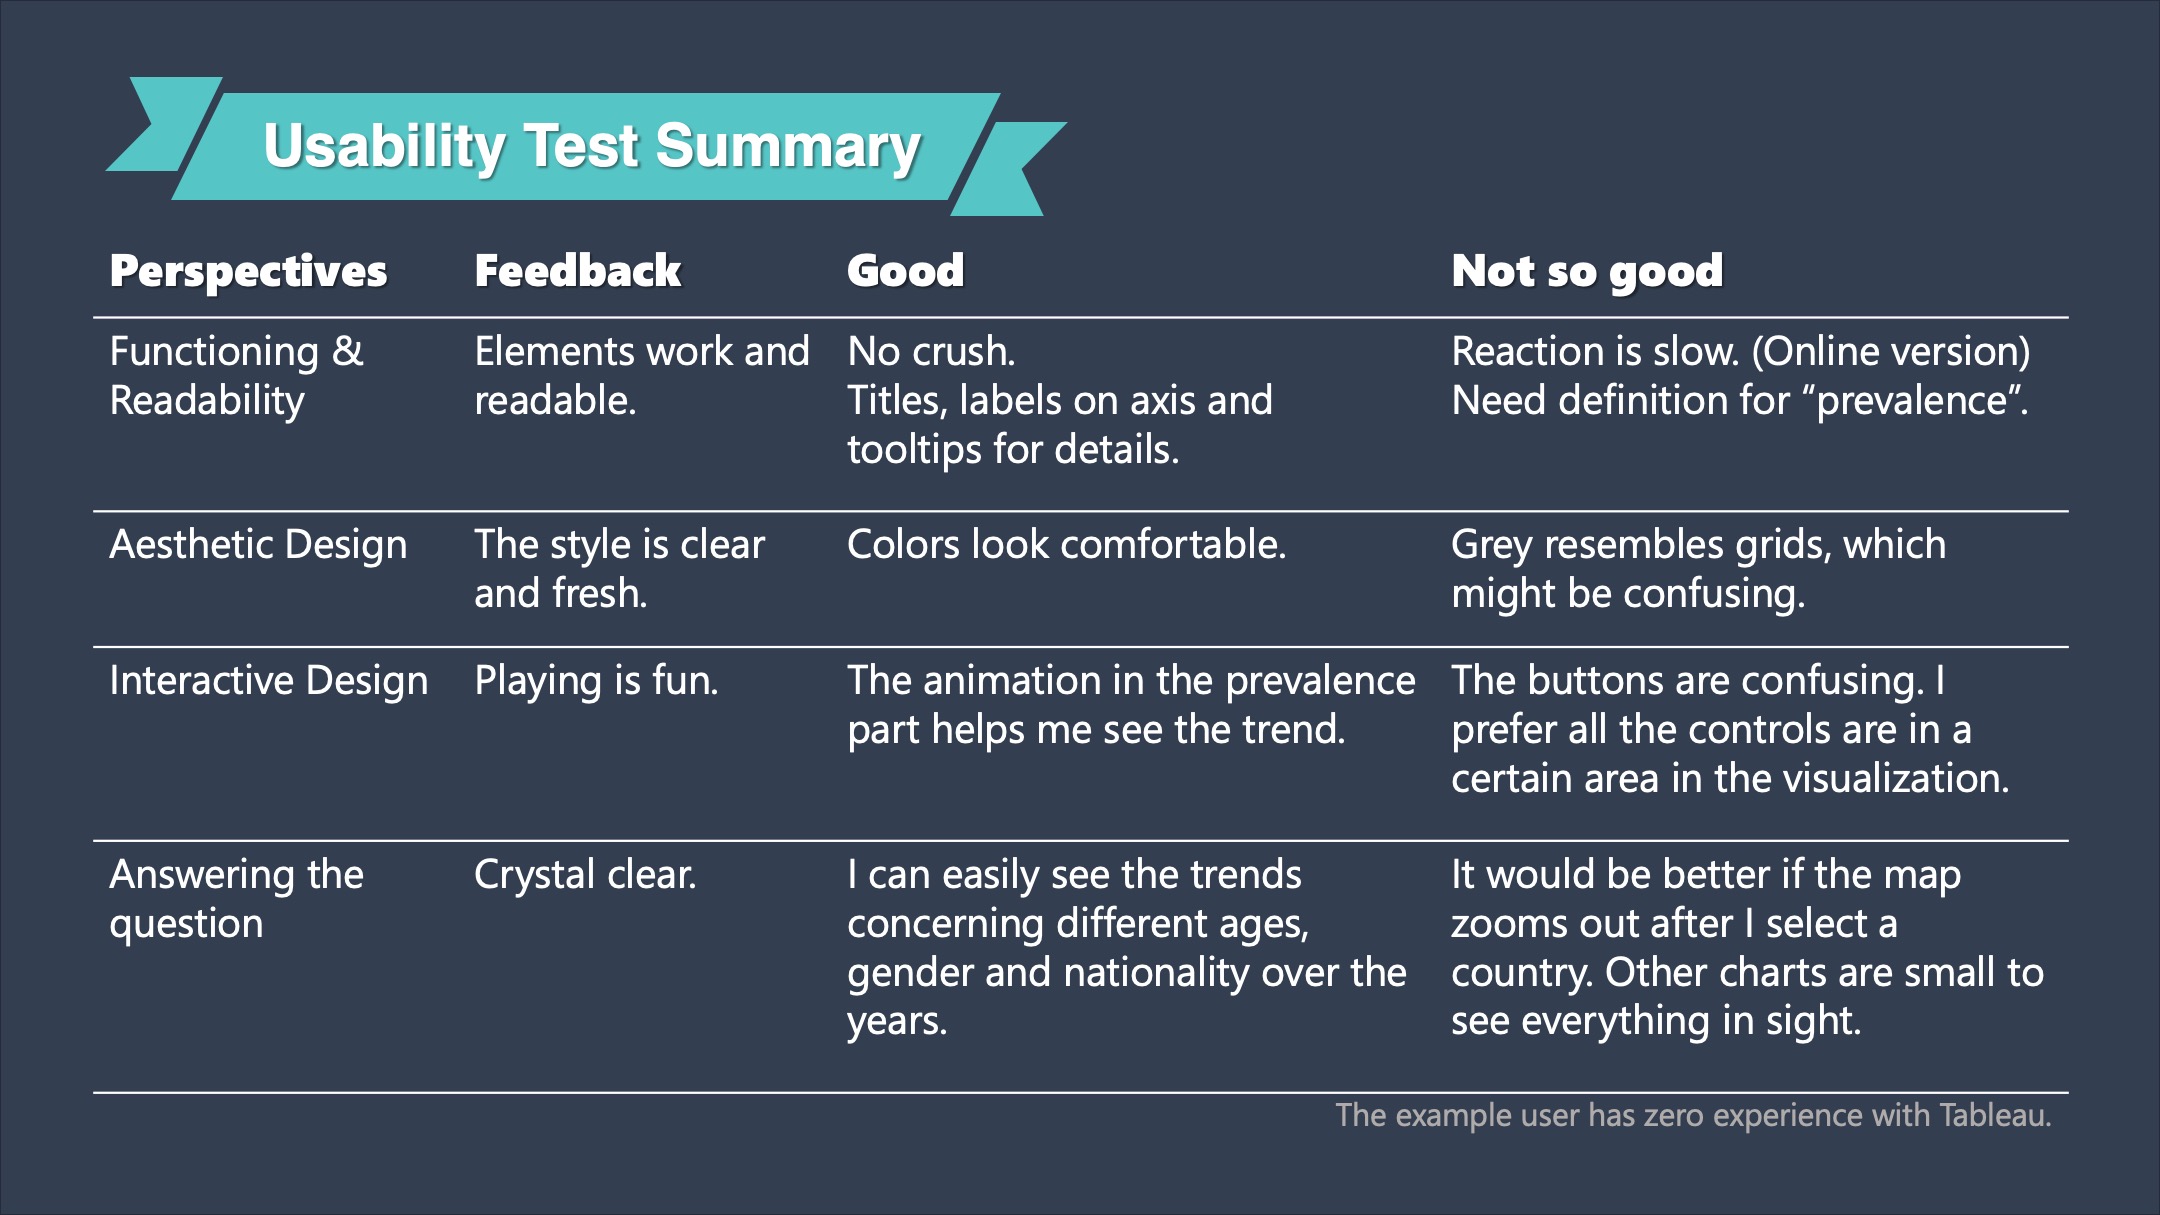 Usability Test Summary
Perspectives
Feedback
Good
Not so good
Functioning &
Readability
Elements work and
readable.
No crush.
Titles, labels on axis and
tooltips for details.
Reaction is slow. (Online version)
Need definition for “prevalence”.
Aesthetic Design
The style is clear
and fresh.
Colors look comfortable.
Grey resembles grids, which
might be confusing.
Interactive Design
Playing is fun.
The animation in the prevalence
part helps me see the trend.
The buttons are confusing. I
prefer all the controls are in a
certain area in the visualization.
Answering the
question
Crystal clear.
I can easily see the trends
concerning different ages,
gender and nationality over the
years.
It would be better if the map
zooms out after I select a
country. Other charts are small to
see everything in sight.
The example user has zero experience with Tableau.